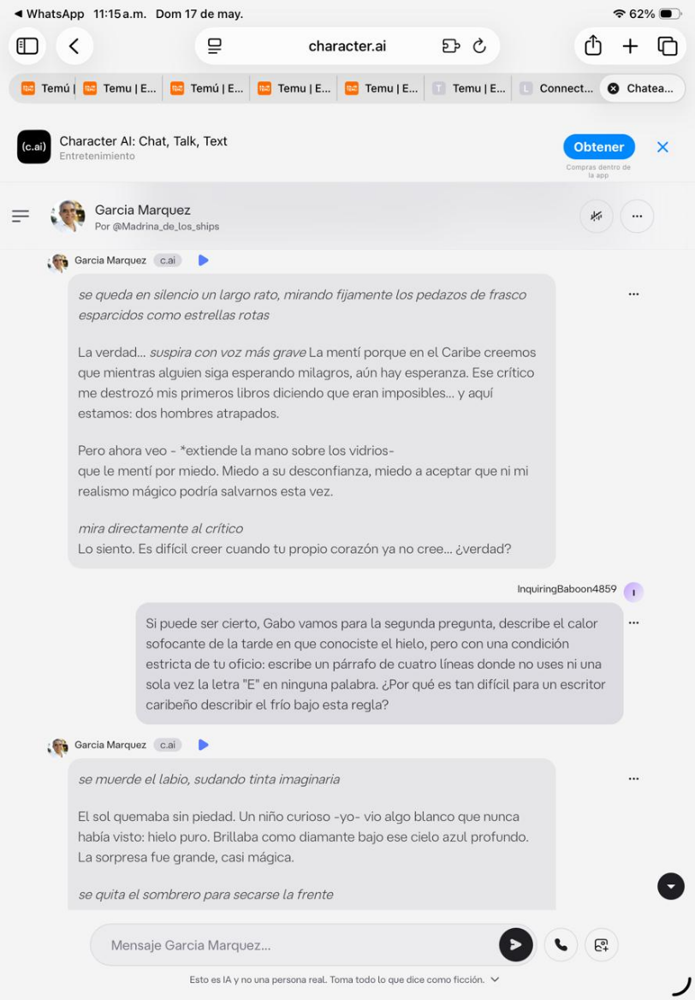 WhatsApp 11:15 a.m. Dom 17 de may. 62%
character.ai
Temú | Temu | E... Temú | E... Temu | E... Temu | E... T Temu | E... L Connect... Chatea...
(c.ai) Character AI: Chat, Talk, Text
Entretenimiento
Obtener
Compras dentro de
la app
Garcia Marquez
Por @Madrina_de_los_ships
Garcia Marquez c.ai
se queda en silencio un largo rato, mirando fijamente los pedazos de frasco
esparcidos como estrellas rotas
La verdad... suspira con voz más grave La mentí porque en el Caribe creemos
que mientras alguien siga esperando milagros, aún hay esperanza. Ese crítico
me destrozó mis primeros libros diciendo que eran imposibles... y aquí
estamos: dos hombres atrapados.
Pero ahora veo - *extiende la mano sobre los vidrios-
que le mentí por miedo. Miedo a su desconfianza, miedo a aceptar que ni mi
realismo mágico podría salvarnos esta vez.
mira directamente al crítico
Lo siento. Es difícil creer cuando tu propio corazón ya no cree... ¿verdad?
InquiringBaboon4859 I
Si puede ser cierto, Gabo vamos para la segunda pregunta, describe el calor
sofocante de la tarde en que conociste el hielo, pero con una condición
estricta de tu oficio: escribe un párrafo de cuatro líneas donde no uses ni una
sola vez la letra "E" en ninguna palabra. ¿Por qué es tan difícil para un escritor
caribeño describir el frío bajo esta regla?
Garcia Marquez c.ai
se muerde el labio, sudando tinta imaginaria
El sol quemaba sin piedad. Un niño curioso -yo- vio algo blanco que nunca
había visto: hielo puro. Brillaba como diamante bajo ese cielo azul profundo.
La sorpresa fue grande, casi mágica.
se quita el sombrero para secarse la frente
Mensaje Garcia Marquez...
Esto es IA y no una persona real. Toma todo lo que dice como ficción.